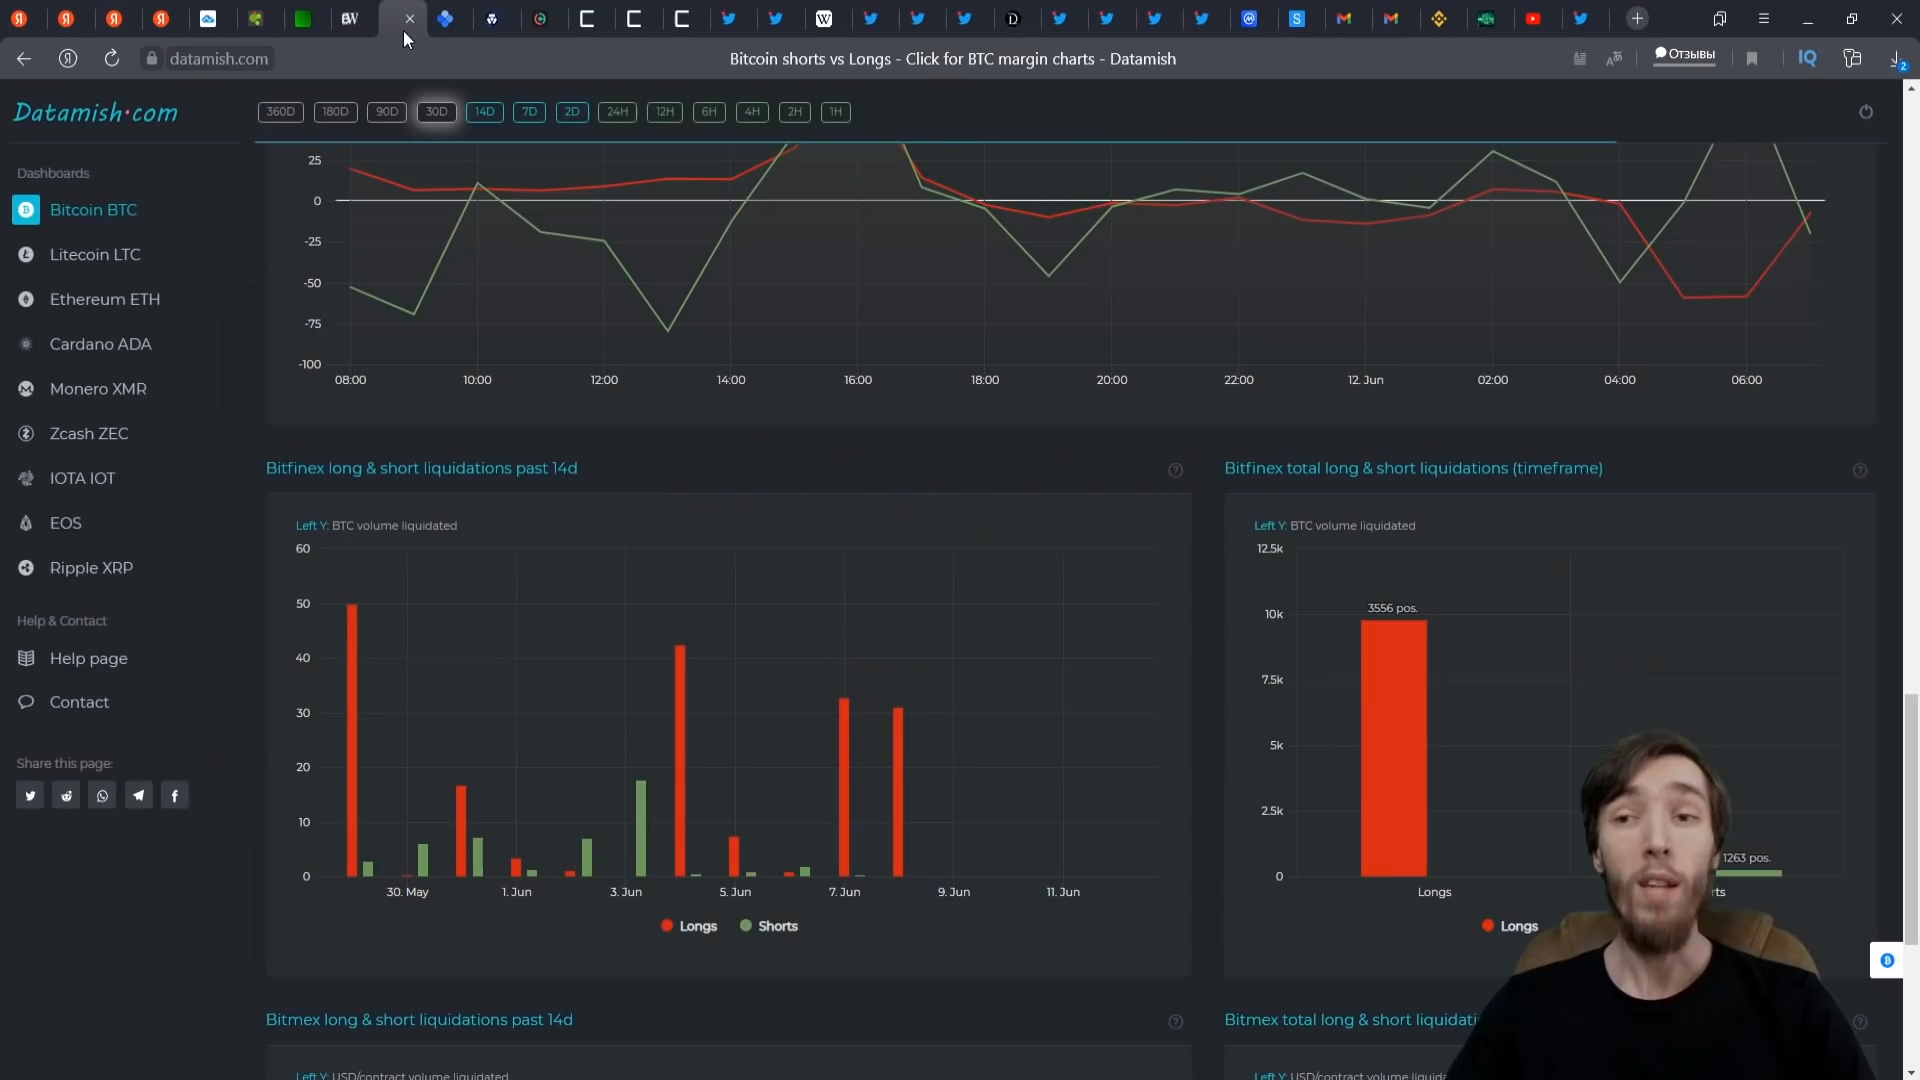 datamish.com
Bitcoin shorts vs Longs - Click for BTC margin charts - Datamish
Отзывы
IQ
2
Datamish·com
360D 180D 90D 30D 14D 7D 2D 24H 12H 6H 4H 2H 1H
Dashboards
Bitcoin BTC
Litecoin LTC
Ethereum ETH
Cardano ADA
Monero XMR
Zcash ZEC
IOTA IOT
EOS
Ripple XRP
Help & Contact
Help page
Contact
Share this page:
25
0
-25
-50
-75
-100
08:00 10:00 12:00 14:00 16:00 18:00 20:00 22:00 12. Jun 02:00 04:00 06:00
Bitfinex long & short liquidations past 14d
Left Y: BTC volume liquidated
60
50
40
30
20
10
0
30. May 1. Jun 3. Jun 5. Jun 7. Jun 9. Jun 11. Jun
Longs Shorts
Bitfinex total long & short liquidations (timeframe)
Left Y: BTC volume liquidated
12.5k
10k
7.5k
5k
2.5k
0
3556 pos.
1263 pos.
Longs rts
Longs
Bitmex long & short liquidations past 14d
Left Y: USD/contract volume liquidated
Bitmex total long & short liquidati
Left Y: USD/contract volume liquida